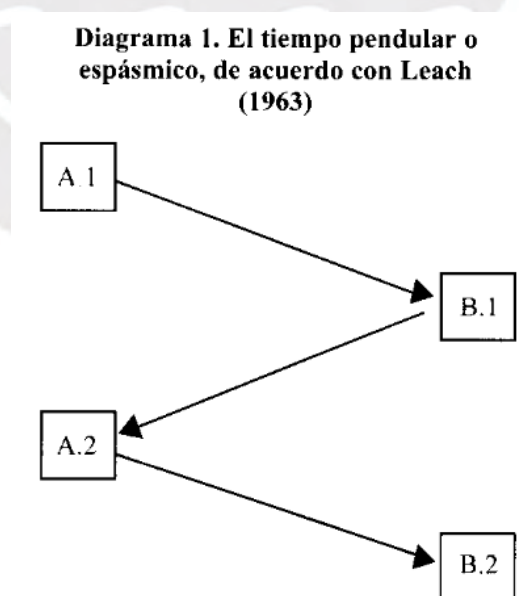 Diagrama 1. El tiempo pendular o
espásmico, de acuerdo con Leach
(1963)
A.1
B.1
A.2
B.2